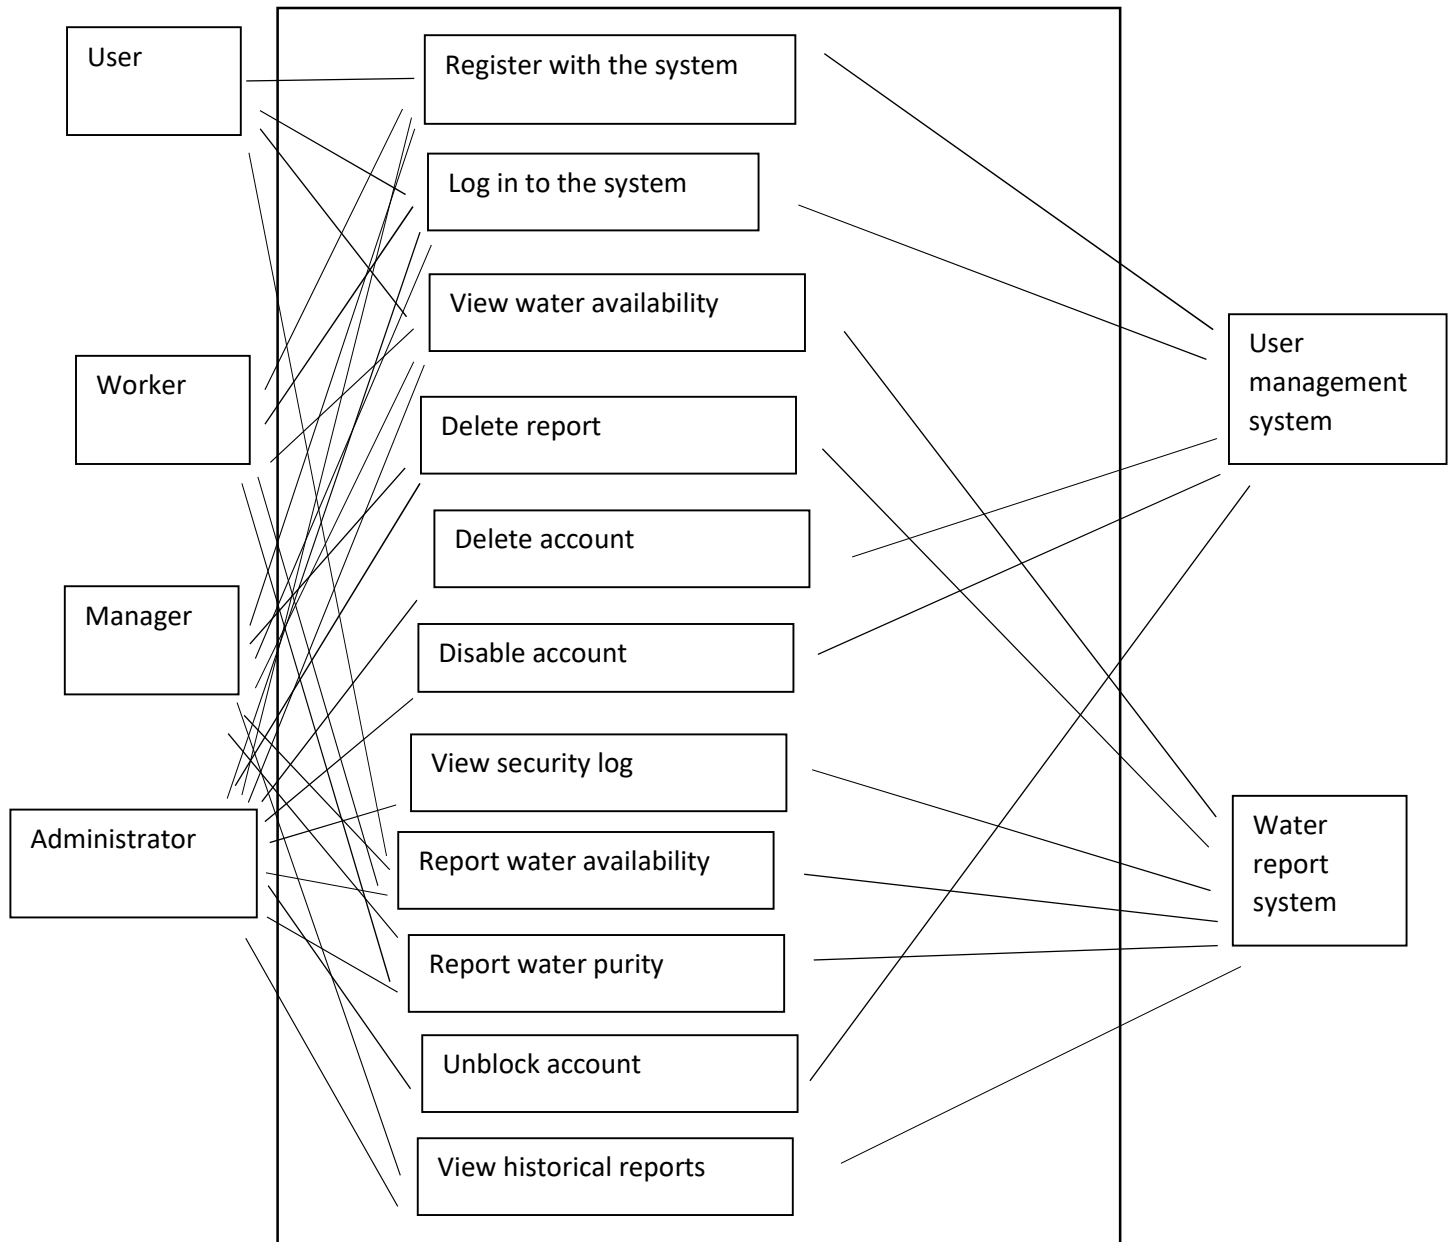 User
Worker
Manager
Administrator
Register with the system
Log in to the system
View water availability
Delete report
Delete account
Disable account
View security log
Report water availability
Report water purity
Unblock account
View historical reports
User
management
system
Water
report
system